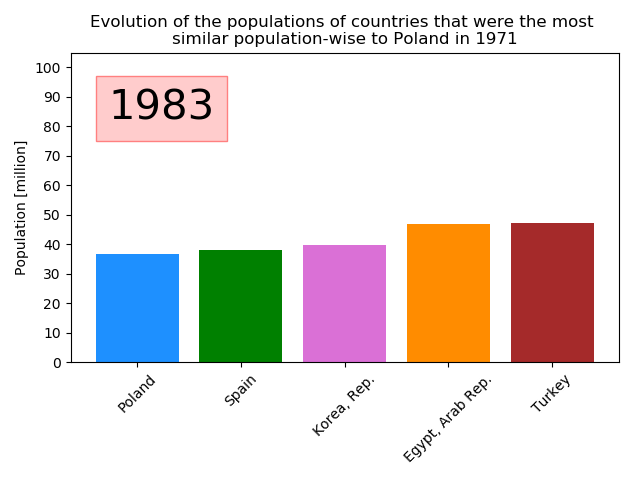 Evolution of the populations of countries that were the most
similar population-wise to Poland in 1971
1983
Population [million]
100
90
80
70
60
50
40
30
20
10
0
Poland
Spain
Korea, Rep.
Egypt, Arab Rep.
Turkey